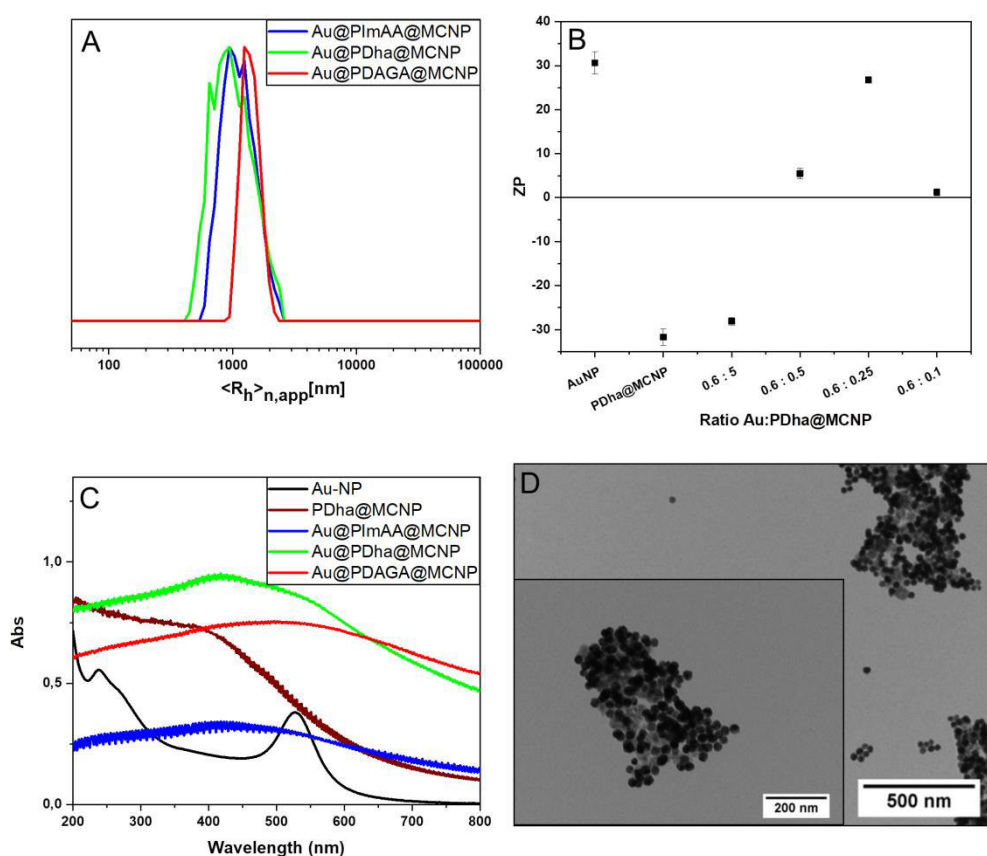 A
Au@PImAA@MCNP
Au@PDha@MCNP
Au@PDAGA@MCNP
100 1000 10000 100000
<R_h>_n,app[nm]
B
ZP
40
30
20
10
0
-10
-20
-30
AuNP
PDha@MCNP
0.6 : 5
0.6 : 0.5
0.6 : 0.25
0.6 : 0.1
Ratio Au:PDha@MCNP
C
Au-NP
PDha@MCNP
Au@PImAA@MCNP
Au@PDha@MCNP
Au@PDAGA@MCNP
Abs
1,0
0,5
0,0
200 300 400 500 600 700 800
Wavelength (nm)
D
200 nm
500 nm